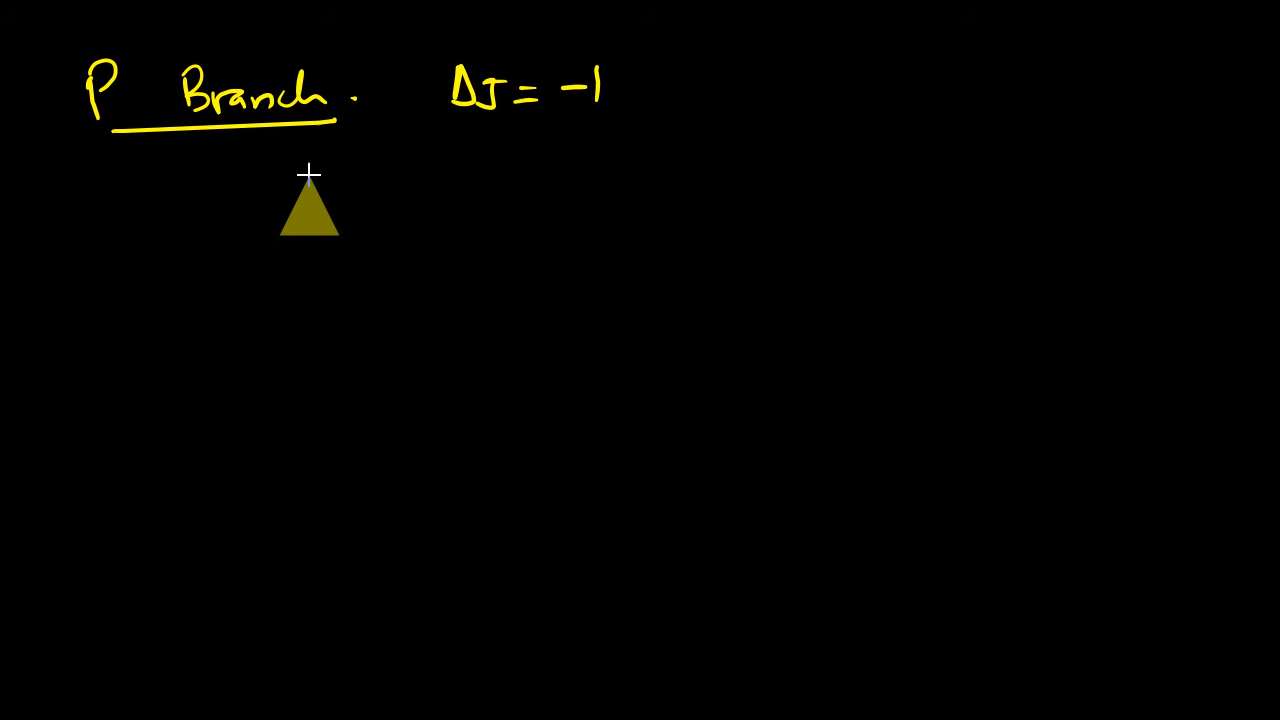 P Branch. ΔJ = -1